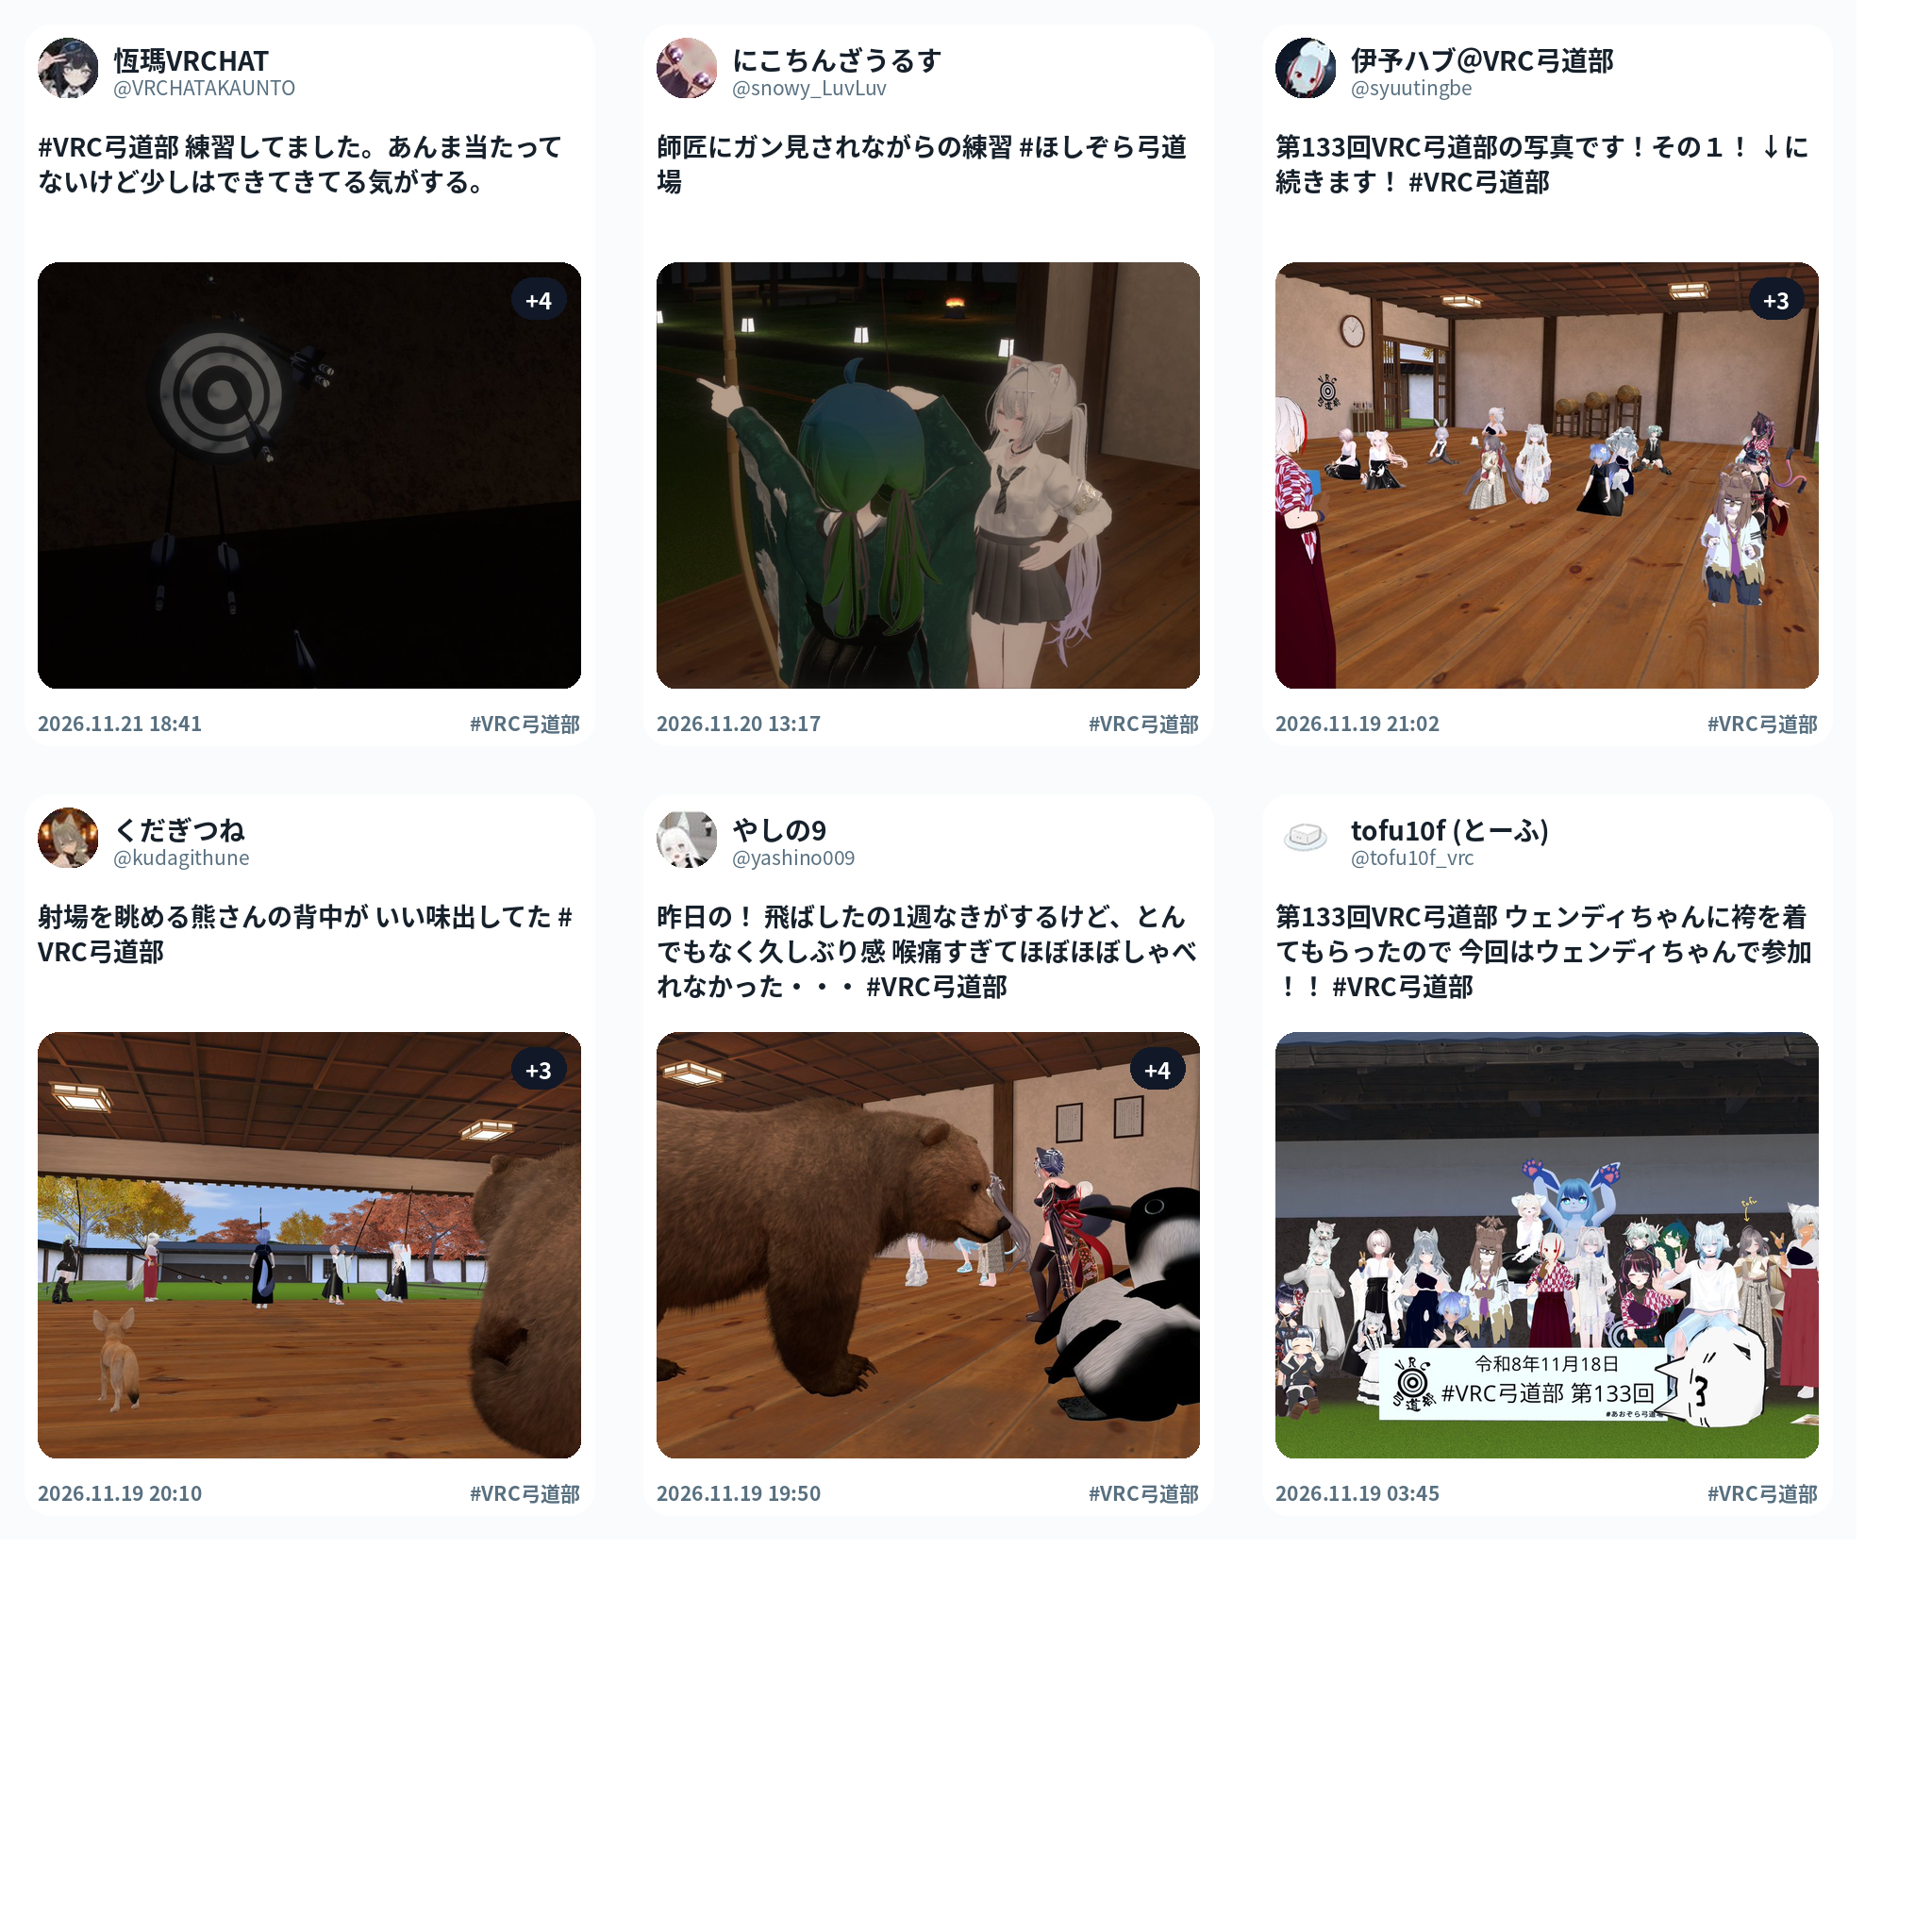 恆瑪VRCHAT
@VRCHATAKAUNTO
#VRC弓道部 練習してました。あんま当たって
ないけど少しはできてきてる気がする。
+4
2026.11.21 18:41
#VRC弓道部
にこちんざうるす
@snowy_LuvLuv
師匠にガン見されながらの練習 #ほしぞら弓道
場
2026.11.20 13:17
#VRC弓道部
伊予ハブ@VRC弓道部
@syuutingbe
第133回VRC弓道部の写真です！その１！ ↓に
続きます！ #VRC弓道部
+3
VRC
弓道部
2026.11.19 21:02
#VRC弓道部
くだぎつね
@kudagithune
射場を眺める熊さんの背中が いい味出してた #
VRC弓道部
+3
2026.11.19 20:10
#VRC弓道部
やしの9
@yashino009
昨日の！ 飛ばしたの1週なきがするけど、とん
でもなく久しぶり感 喉痛すぎてほぼほぼしゃべ
れなかった・・・ #VRC弓道部
+4
2026.11.19 19:50
#VRC弓道部
tofu10f (とーふ)
@tofu10f_vrc
第133回VRC弓道部 ウェンディちゃんに袴を着
てもらったので 今回はウェンディちゃんで参加
！！ #VRC弓道部
tofu
VRC
弓道部
令和8年11月18日
#VRC弓道部 第133回
#あおぞら弓道場
2026.11.19 03:45
#VRC弓道部